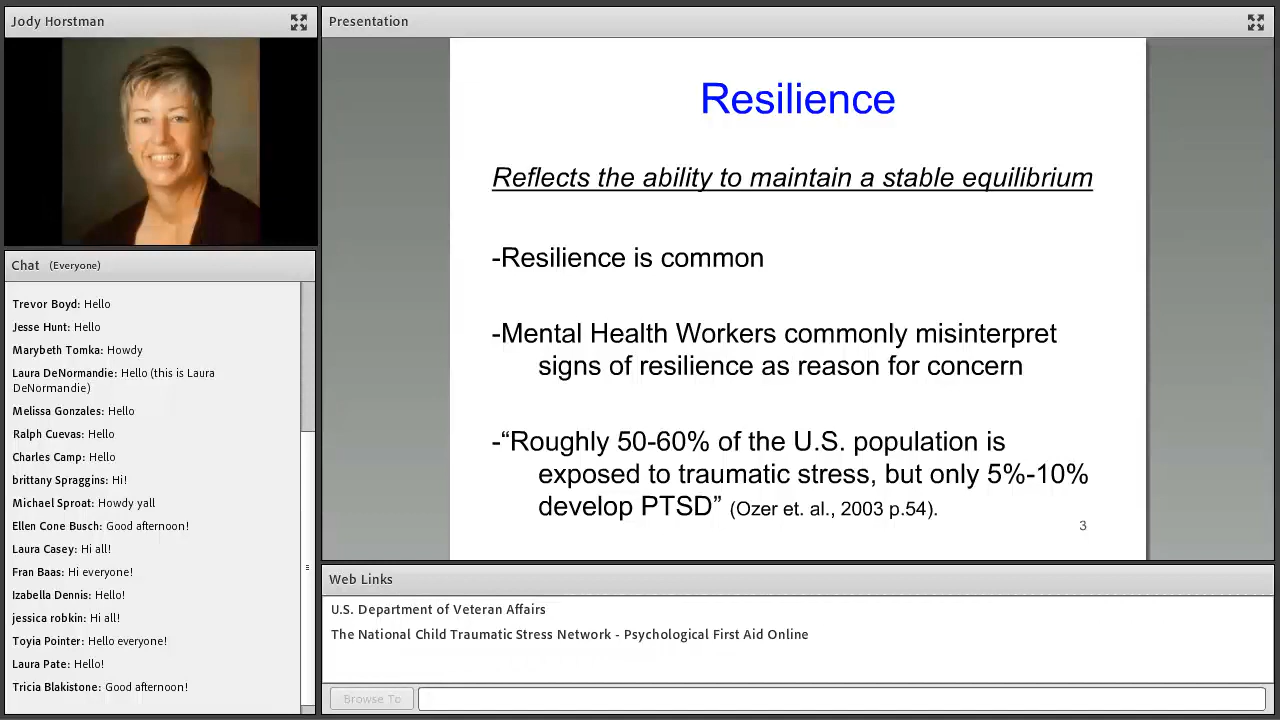 Jody Horstman
Chat (Everyone)
Trevor Boyd: Hello
Jesse Hunt: Hello
Marybeth Tomka: Howdy
Laura DeNormandie: Hello (this is Laura
DeNormandie)
Melissa Gonzales: Hello
Ralph Cuevas: Hello
Charles Camp: Hello
brittany Spraggins: Hi!
Michael Sproat: Howdy yall
Ellen Cone Busch: Good afternoon!
Laura Casey: Hi all!
Fran Baas: Hi everyone!
Izabella Dennis: Hello!
jessica robkin: Hi all!
Toyia Pointer: Hello everyone!
Laura Pate: Hello!
Tricia Blakistone: Good afternoon!
Presentation
Resilience
Reflects the ability to maintain a stable equilibrium
-Resilience is common
-Mental Health Workers commonly misinterpret
signs of resilience as reason for concern
-“Roughly 50-60% of the U.S. population is
exposed to traumatic stress, but only 5%-10%
develop PTSD” (Ozer et. al., 2003 p.54).
3
Web Links
U.S. Department of Veteran Affairs
The National Child Traumatic Stress Network - Psychological First Aid Online
Browse To